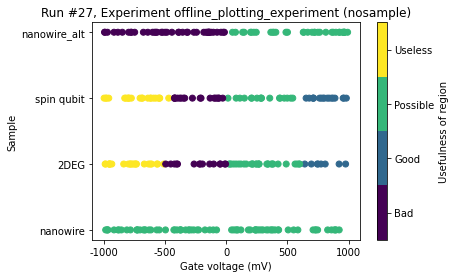 Run #27, Experiment offline_plotting_experiment (nosample)
nanowire_alt
spin qubit
2DEG
nanowire
Sample
-1000 -500 0 500 1000
Gate voltage (mV)
Useless
Possible
Good
Bad
Usefulness of region